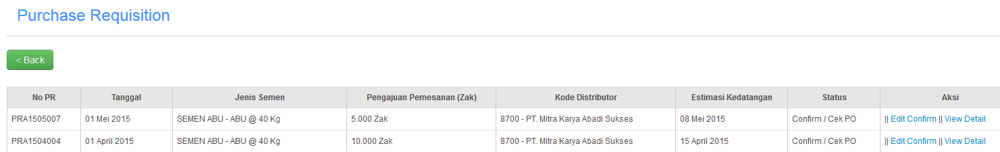 Purchase Requisition
< Back
No PR Tanggal Jenis Semen Pengajuan Pemesanan (Zak) Kode Distributor Estimasi Kedatangan Status Aksi
PRA1505007 01 Mei 2015 SEMEN ABU - ABU @ 40 Kg 5.000 Zak 8700 - PT. Mitra Karya Abadi Sukses 08 Mei 2015 Confirm / Cek PO || Edit Confirm || View Detail
PRA1504004 01 April 2015 SEMEN ABU - ABU @ 40 Kg 10.000 Zak 8700 - PT. Mitra Karya Abadi Sukses 15 April 2015 Confirm / Cek PO || Edit Confirm || View Detail